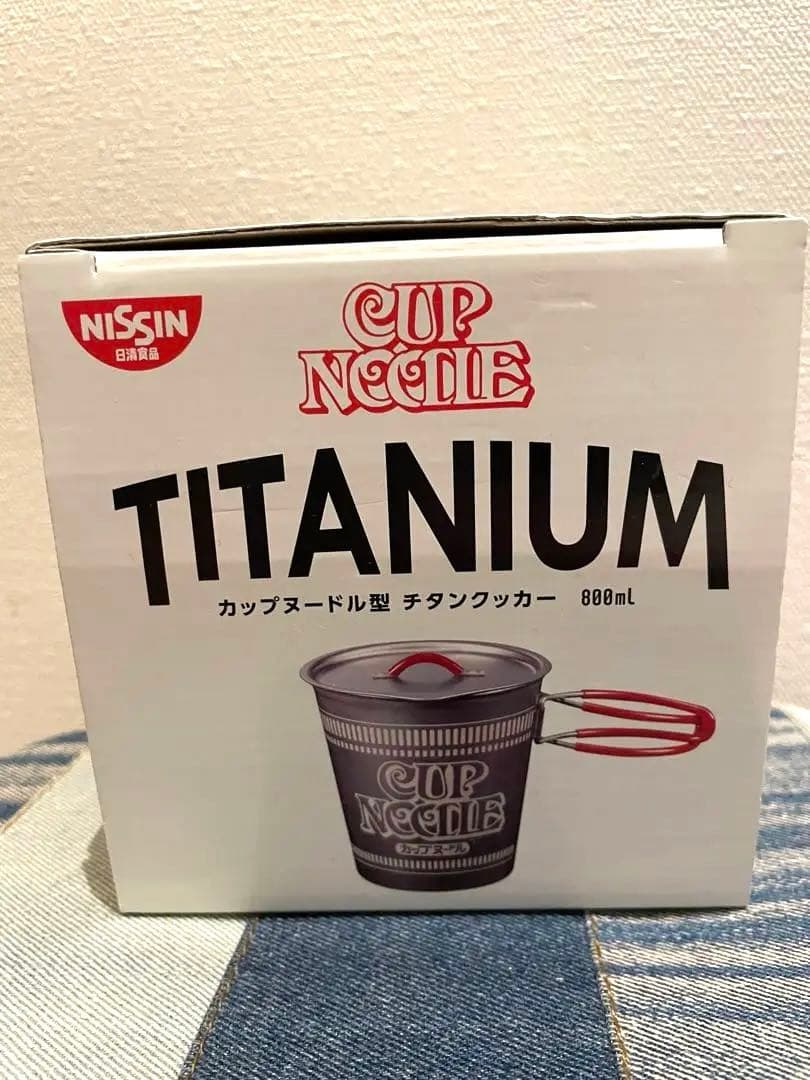 NISSIN
日清食品
CUP
NOODLE
TITANIUM
カップヌードル型 チタンクッカー 800ml
CUP
NOODLE
カップヌードル